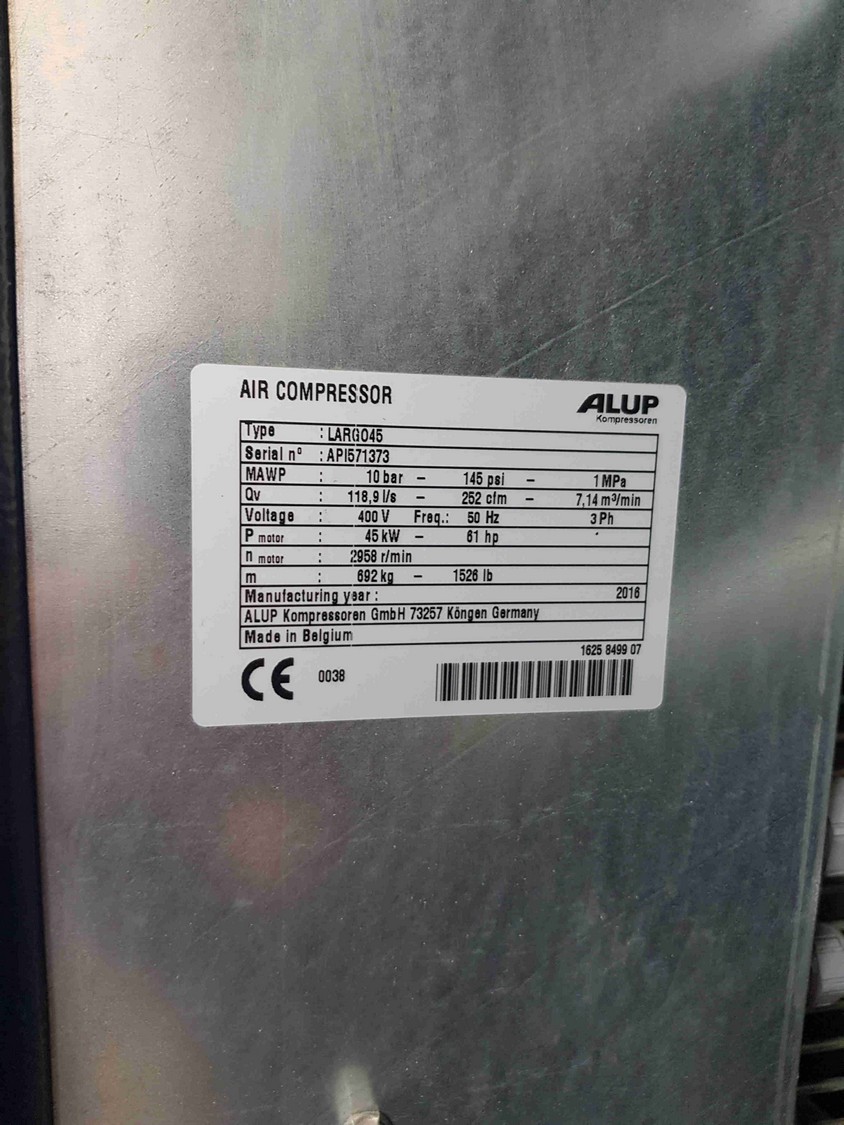 AIR COMPRESSOR
ALUP
Kompressoren
Type : LARGO45
Serial nº : API571373
MAWP : 10 bar – 145 psi – 1 MPa
Qv : 118,9 l/s – 252 cfm – 7,14 m³/min
Voltage : 400 V Freq.: 50 Hz 3 Ph
P motor : 45 kW – 61 hp
n motor : 2958 r/min
m : 692 kg – 1526 lb
Manufacturing year : 2016
ALUP Kompressoren GmbH 73257 Köngen Germany
Made in Belgium
1625 8499 07
CE 0038